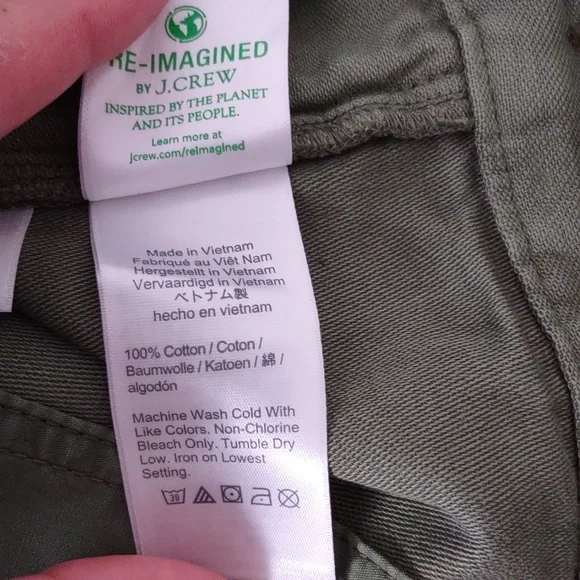 RE-IMAGINED
BY J.CREW
INSPIRED BY THE PLANET
AND ITS PEOPLE.
Learn more at
jcrew.com/reimagined
Made in Vietnam
Fabriqué au Viêt Nam
Hergestellt in Vietnam
Vervaardigd in Vietnam
ベトナム製
hecho en vietnam
100% Cotton / Coton /
Baumwolle / Katoen / 綿 /
algodón
Machine Wash Cold With
Like Colors. Non-Chlorine
Bleach Only. Tumble Dry
Low. Iron on Lowest
Setting.
30